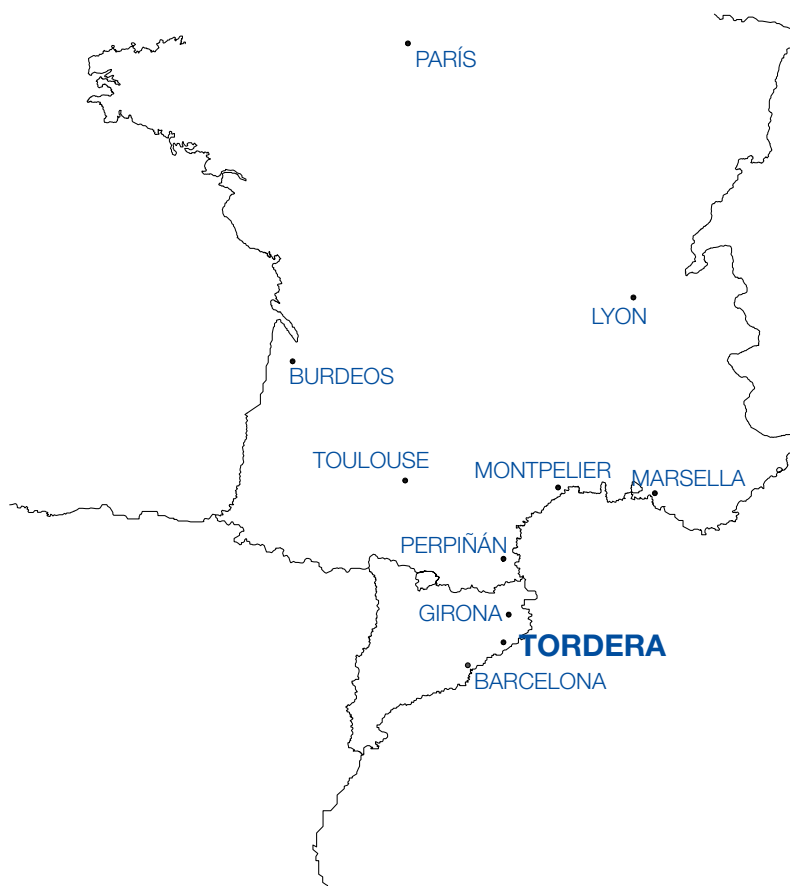 PARÍS
LYON
BURDEOS
TOULOUSE
MONTPELIER
MARSELLA
PERPIÑÁN
GIRONA
TORDERA
BARCELONA